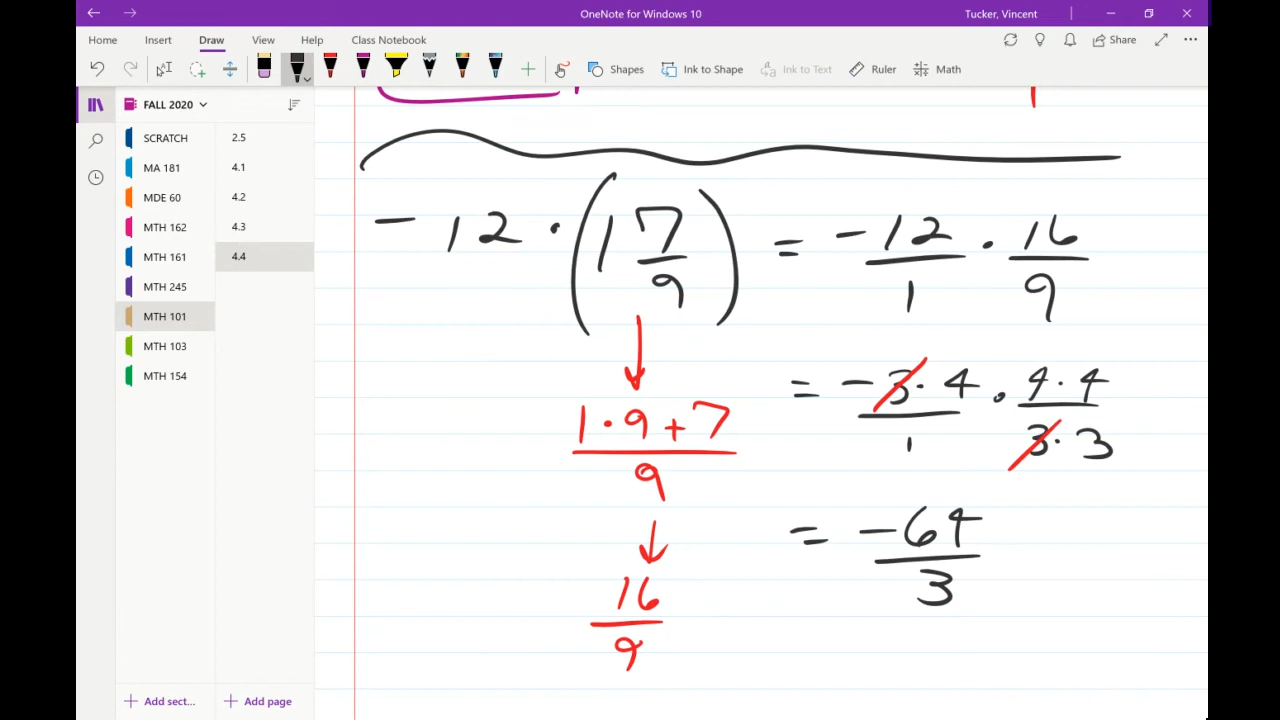 OneNote for Windows 10
Tucker, Vincent
Home Insert Draw View Help Class Notebook
Share
Shapes Ink to Shape Ink to Text Ruler Math
FALL 2020
SCRATCH
MA 181
MDE 60
MTH 162
MTH 161
MTH 245
MTH 101
MTH 103
MTH 154
2.5
4.1
4.2
4.3
4.4
-12 · (1 7/9) = -12/1 · 16/9
= -3·4/1 · 4·4/3·3
1·9+7/9
= -64/3
16/9
Add sect...
Add page